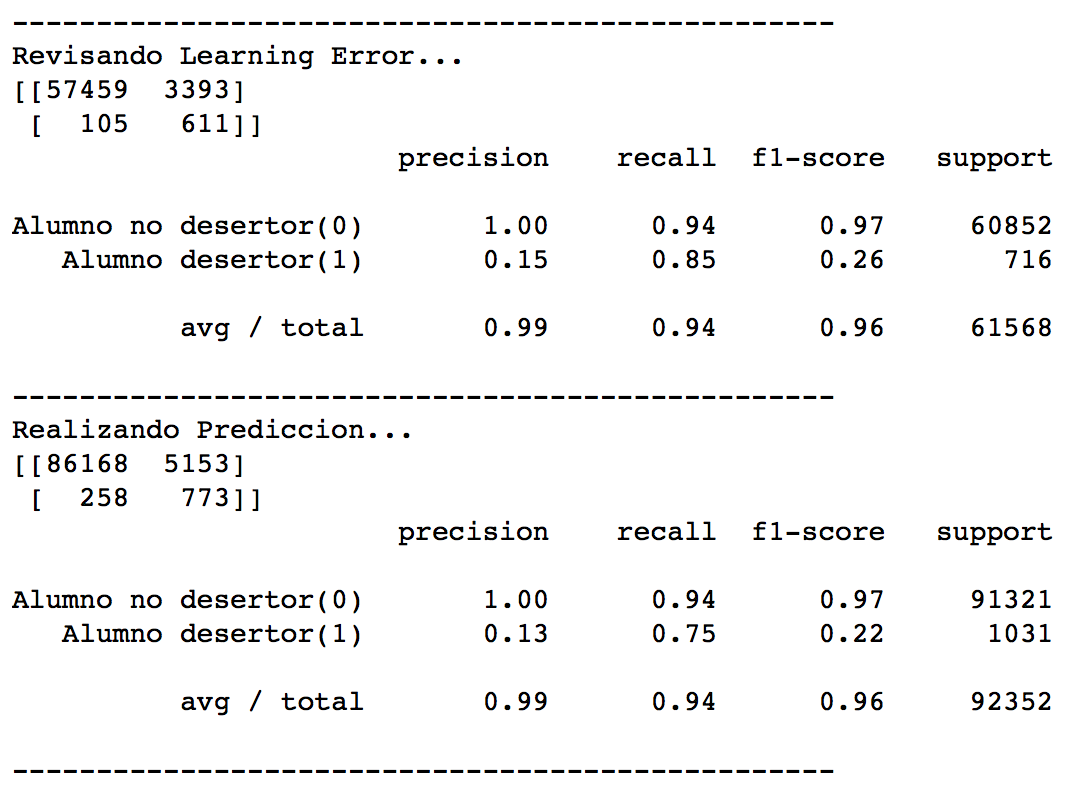 -------------------------------------------------
Revisando Learning Error...
[[57459  3393]
 [  105   611]]
                       precision    recall  f1-score   support

Alumno no desertor(0)       1.00      0.94      0.97     60852
   Alumno desertor(1)       0.15      0.85      0.26       716

          avg / total       0.99      0.94      0.96     61568

-------------------------------------------------
Realizando Prediccion...
[[86168  5153]
 [  258   773]]
                       precision    recall  f1-score   support

Alumno no desertor(0)       1.00      0.94      0.97     91321
   Alumno desertor(1)       0.13      0.75      0.22      1031

          avg / total       0.99      0.94      0.96     92352

-------------------------------------------------